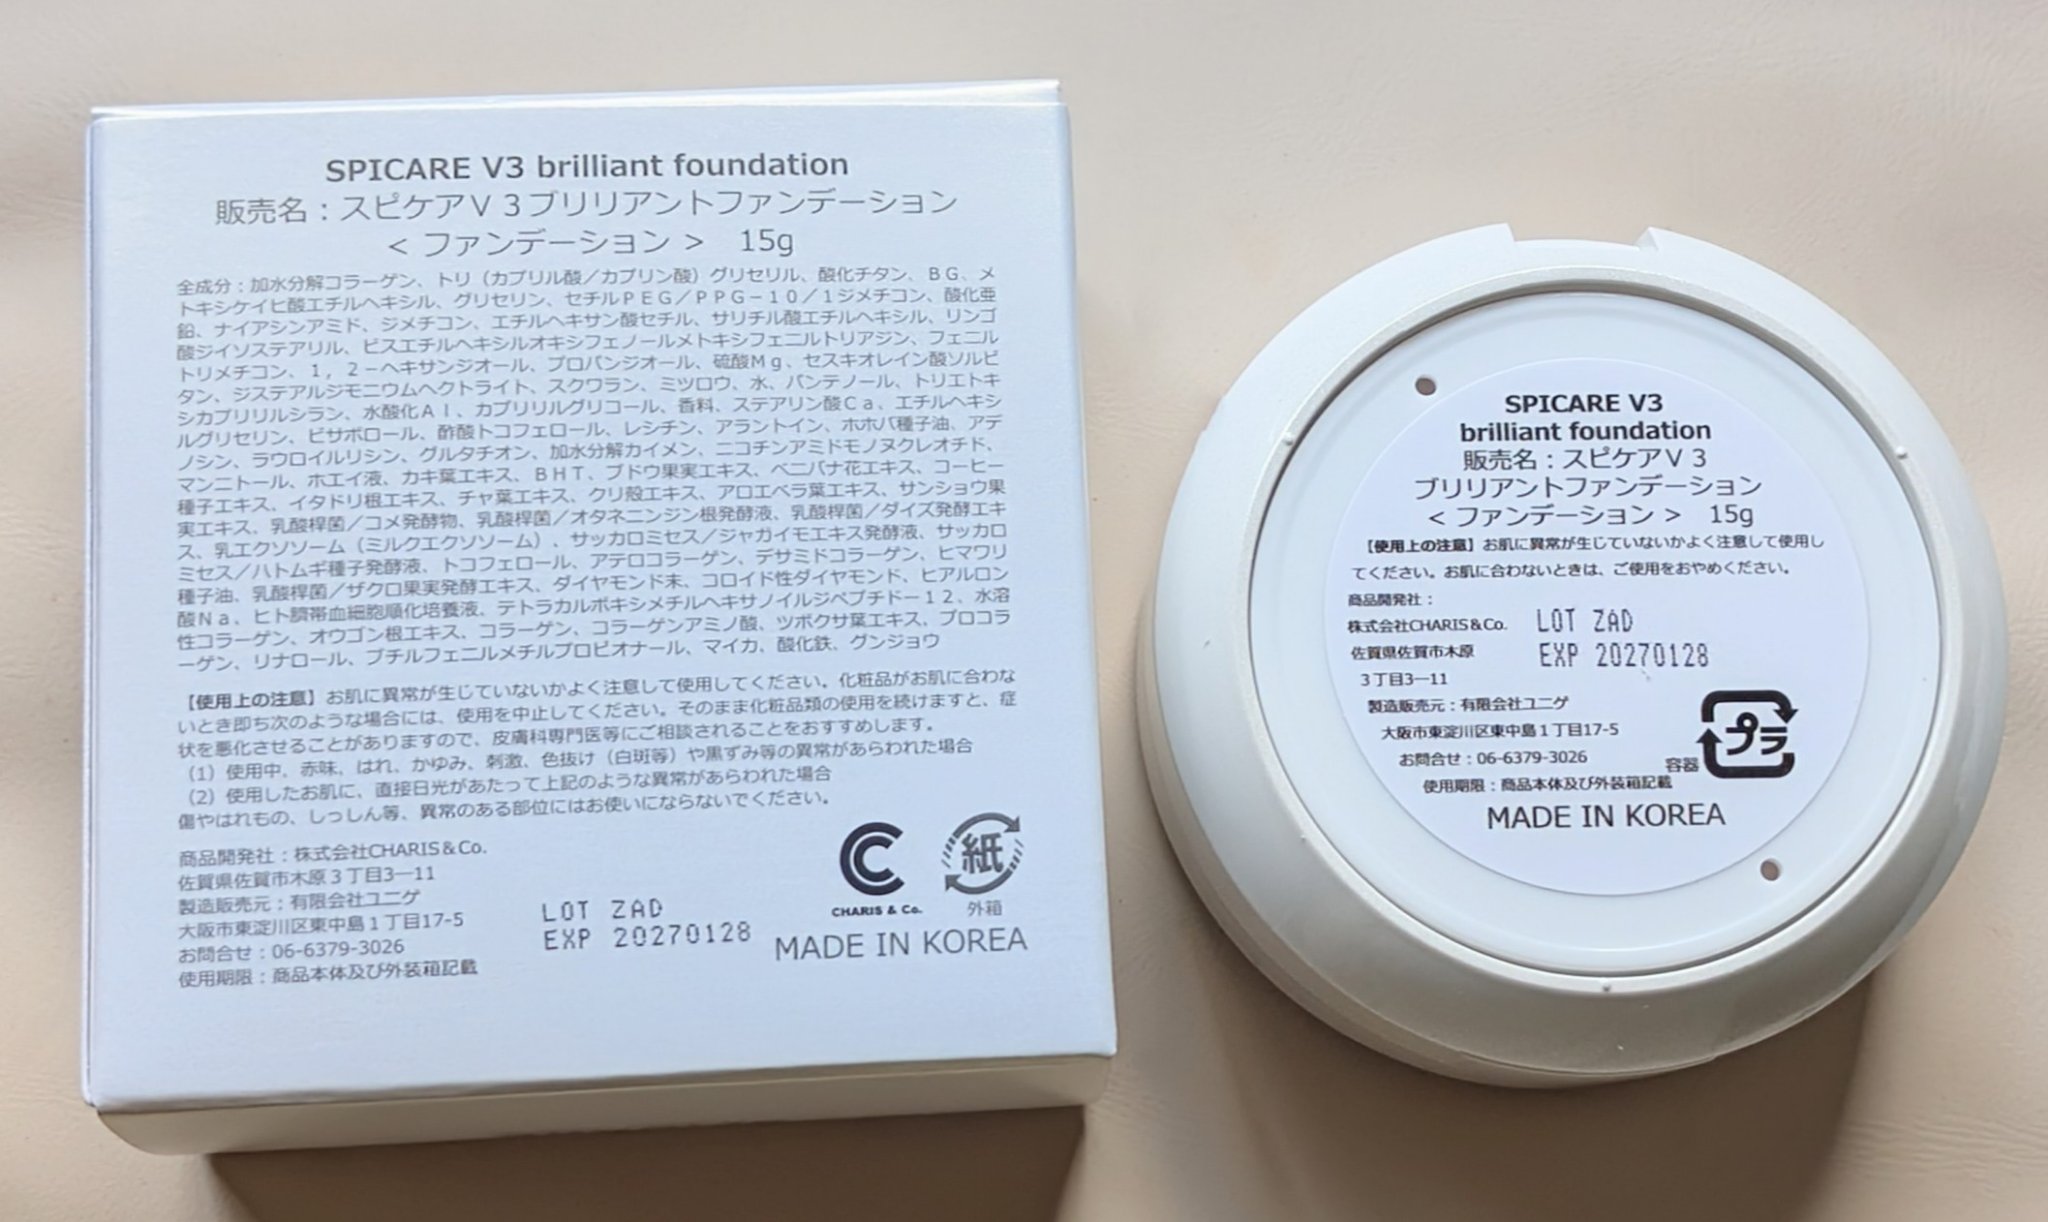 SPICARE V3 brilliant foundation
販売名：スピケアV３ブリリアントファンデーション
＜ ファンデーション ＞　15g
全成分：加水分解コラーゲン、トリ（カプリル酸／カプリン酸）グリセリル、酸化チタン、ＢＧ、メ
トキシケイヒ酸エチルヘキシル、グリセリン、セチルＰＥＧ／ＰＰＧ－１０／１ジメチコン、酸化亜
鉛、ナイアシンアミド、ジメチコン、エチルヘキサン酸セチル、サリチル酸エチルヘキシル、リンゴ
酸ジイソステアリル、ビスエチルヘキシルオキシフェノールメトキシフェニルトリアジン、フェニル
トリメチコン、１，２－ヘキサンジオール、プロパンジオール、硫酸Ｍｇ、セスキオレイン酸ソルビ
タン、ジステアルジモニウムヘクトライト、スクワラン、ミツロウ、水、パンテノール、トリエトキ
シカプリリルシラン、水酸化Ａｌ、カプリリルグリコール、香料、ステアリン酸Ｃａ、エチルヘキシ
ルグリセリン、ビサボロール、酢酸トコフェロール、レシチン、アラントイン、ホホバ種子油、アデ
ノシン、ラウロイルリシン、グルタチオン、加水分解カイメン、ニコチンアミドモノヌクレオチド、
マンニトール、ホエイ液、カキ葉エキス、ＢＨＴ、ブドウ果実エキス、ベニバナ花エキス、コーヒー
種子エキス、イタドリ根エキス、チャ葉エキス、クリ殻エキス、アロエベラ葉エキス、サンショウ果
実エキス、乳酸桿菌／コメ発酵物、乳酸桿菌／オタネニンジン根発酵液、乳酸桿菌／ダイズ発酵エキ
ス、乳エクソソーム（ミルクエクソソーム）、サッカロミセス／ジャガイモエキス発酵液、サッカロ
ミセス／ハトムギ種子発酵液、トコフェロール、アテロコラーゲン、デサミドコラーゲン、ヒマワリ
種子油、乳酸桿菌／ザクロ果実発酵エキス、ダイヤモンド末、コロイド性ダイヤモンド、ヒアルロン
酸Ｎａ、ヒト臍帯血細胞順化培養液、テトラカルボキシメチルヘキサノイルジペプチド－１２、水溶
性コラーゲン、オウゴン根エキス、コラーゲン、コラーゲンアミノ酸、ツボクサ葉エキス、プロコラ
ーゲン、リナロール、ブチルフェニルメチルプロピオナール、マイカ、酸化鉄、グンジョウ
【使用上の注意】お肌に異常が生じていないかよく注意して使用してください。化粧品がお肌に合わな
いとき即ち次のような場合には、使用を中止してください。そのまま化粧品類の使用を続けますと、症
状を悪化させることがありますので、皮膚科専門医等にご相談されることをおすすめします。
（1）使用中、赤味、はれ、かゆみ、刺激、色抜け（白斑等）や黒ずみ等の異常があらわれた場合
（2）使用したお肌に、直接日光があたって上記のような異常があらわれた場合
傷やはれもの、しっしん等、異常のある部位にはお使いにならないでください。
商品開発社：株式会社CHARIS＆Co.
佐賀県佐賀市木原３丁目3―11
製造販売元：有限会社ユニゲ
大阪市東淀川区東中島１丁目17-5
お問合せ：06-6379-3026
使用期限：商品本体及び外装箱記載
LOT ZAD
EXP 20270128
CHARIS & Co.
紙
外箱
MADE IN KOREA
SPICARE V3
brilliant foundation
販売名：スピケアV３
ブリリアントファンデーション
＜ ファンデーション ＞　15g
【使用上の注意】お肌に異常が生じていないかよく注意して使用し
てください。お肌に合わないときは、ご使用をおやめください。
商品開発社：
株式会社CHARIS＆Co.
佐賀県佐賀市木原
３丁目3―11
LOT ZAD
EXP 20270128
製造販売元：有限会社ユニゲ
大阪市東淀川区東中島１丁目17-5
お問合せ：06-6379-3026
容器
プラ
使用期限：商品本体及び外装箱記載
MADE IN KOREA